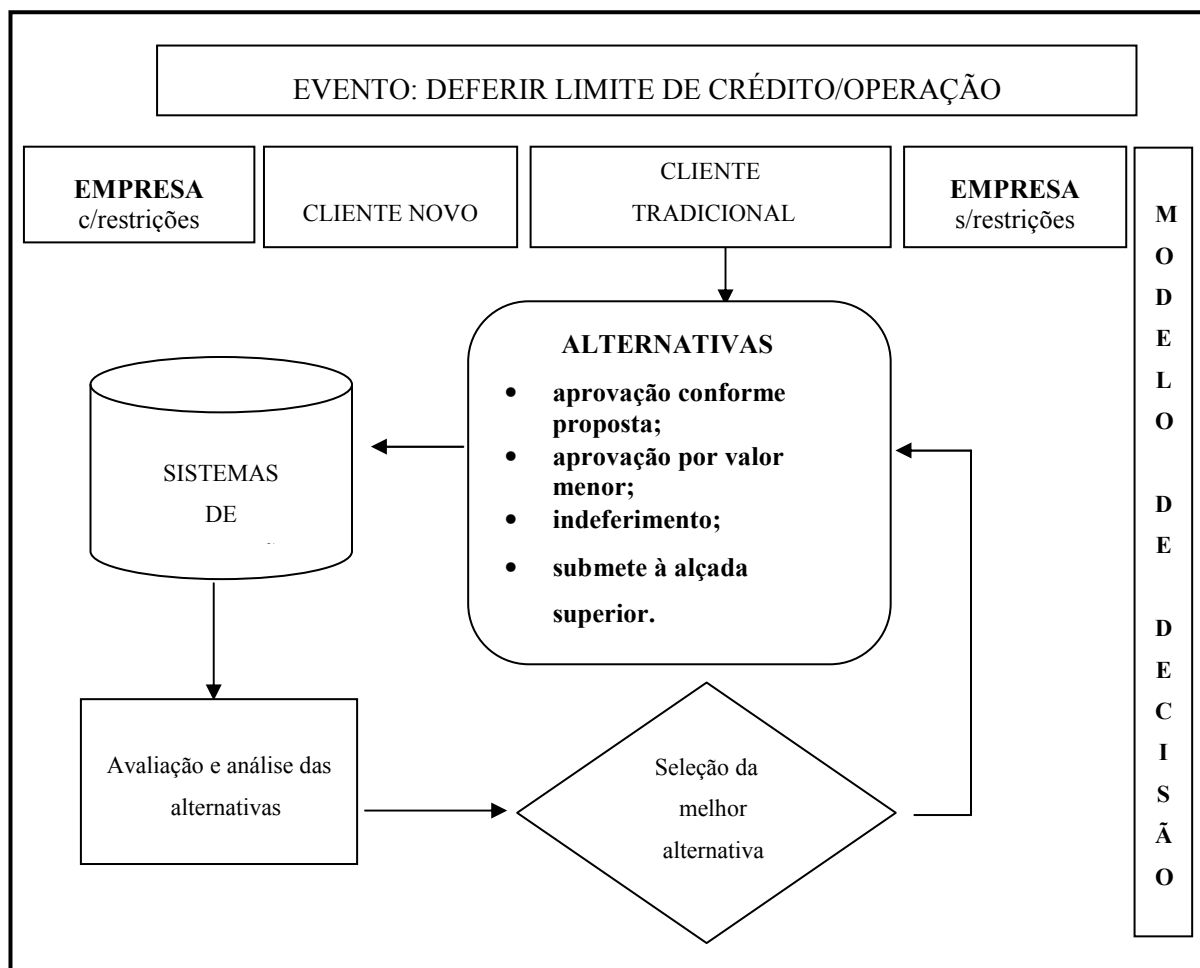 EVENTO: DEFERIR LIMITE DE CRÉDITO/OPERAÇÃO
EMPRESA
c/restrições
CLIENTE NOVO
CLIENTE
TRADICIONAL
EMPRESA
s/restrições
M
O
D
E
L
O
D
E
D
E
C
I
S
Ã
O
ALTERNATIVAS
• aprovação conforme
proposta;
• aprovação por valor
menor;
• indeferimento;
• submete à alçada
superior.
SISTEMAS
DE
Avaliação e análise das
alternativas
Seleção da
melhor
alternativa